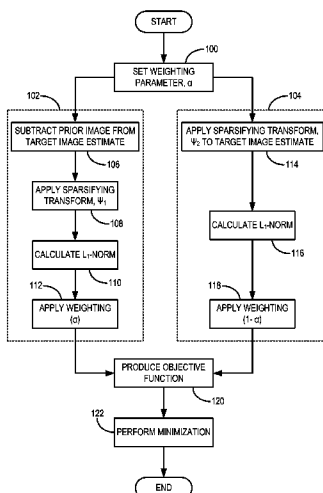 START
100
SET WEIGHTING
PARAMETER, α
102
SUBTRACT PRIOR IMAGE FROM
TARGET IMAGE ESTIMATE
106
APPLY SPARSIFYING
TRANSFORM, Ψ₁
108
CALCULATE L₁-NORM
110
112
APPLY WEIGHTING
(α)
104
APPLY SPARSIFYING TRANSFORM,
Ψ₂ TO TARGET IMAGE ESTIMATE
114
CALCULATE L₁-NORM
116
118
APPLY WEIGHTING
(1- α)
PRODUCE OBJECTIVE
FUNCTION
120
122
PERFORM MINIMIZATION
END